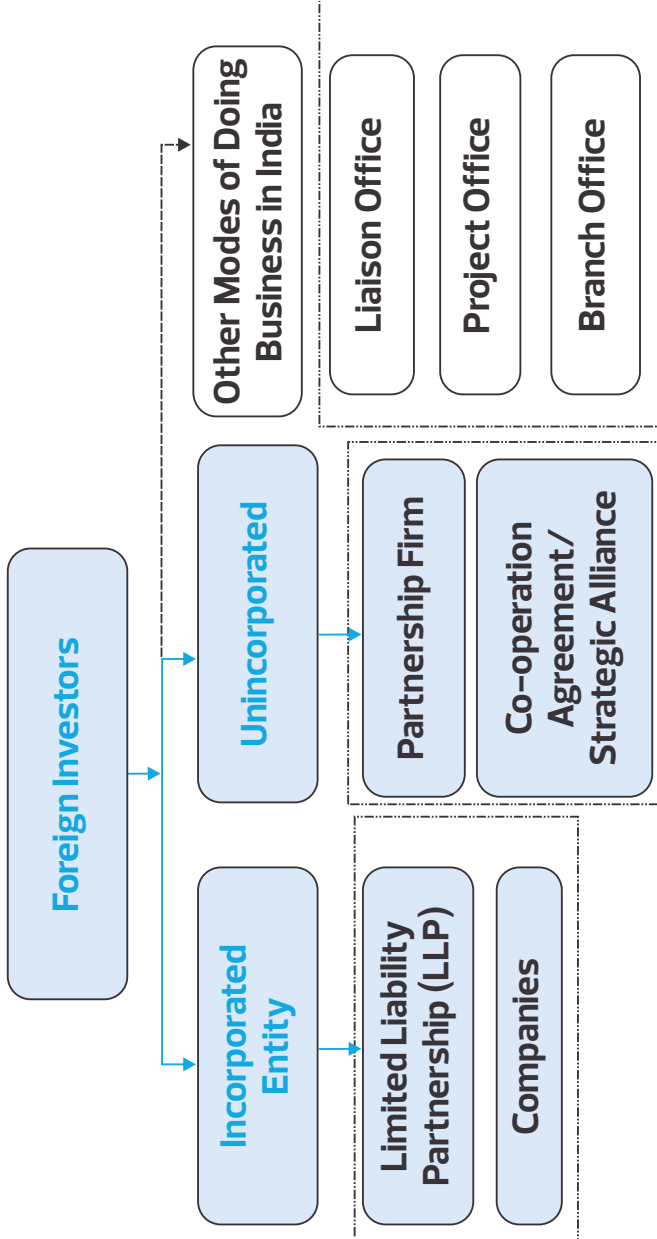 Foreign Investors
Incorporated
Entity
Unincorporated
Other Modes of Doing
Business in India
Limited Liability
Partnership (LLP)
Companies
Partnership Firm
Co-operation
Agreement/
Strategic Alliance
Liaison Office
Project Office
Branch Office